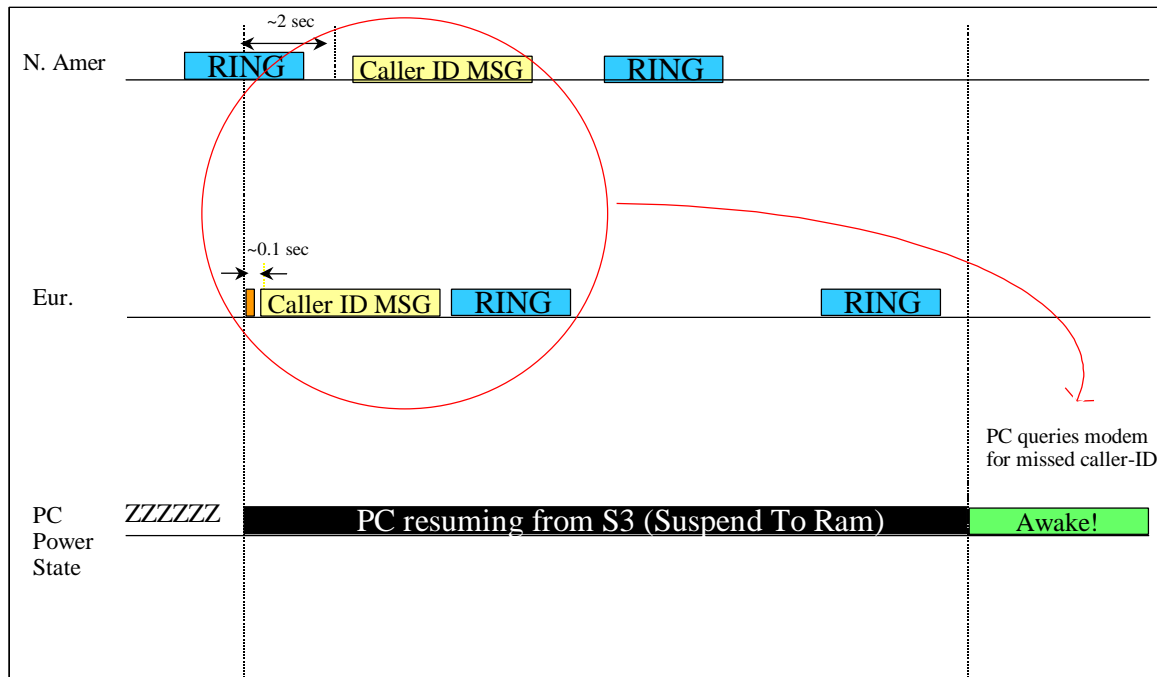 ~2 sec
N. Amer
RING
Caller ID MSG
RING
~0.1 sec
Eur.
Caller ID MSG
RING
RING
PC queries modem
for missed caller-ID
PC
Power
State
ZZZZZZ
PC resuming from S3 (Suspend To Ram)
Awake!